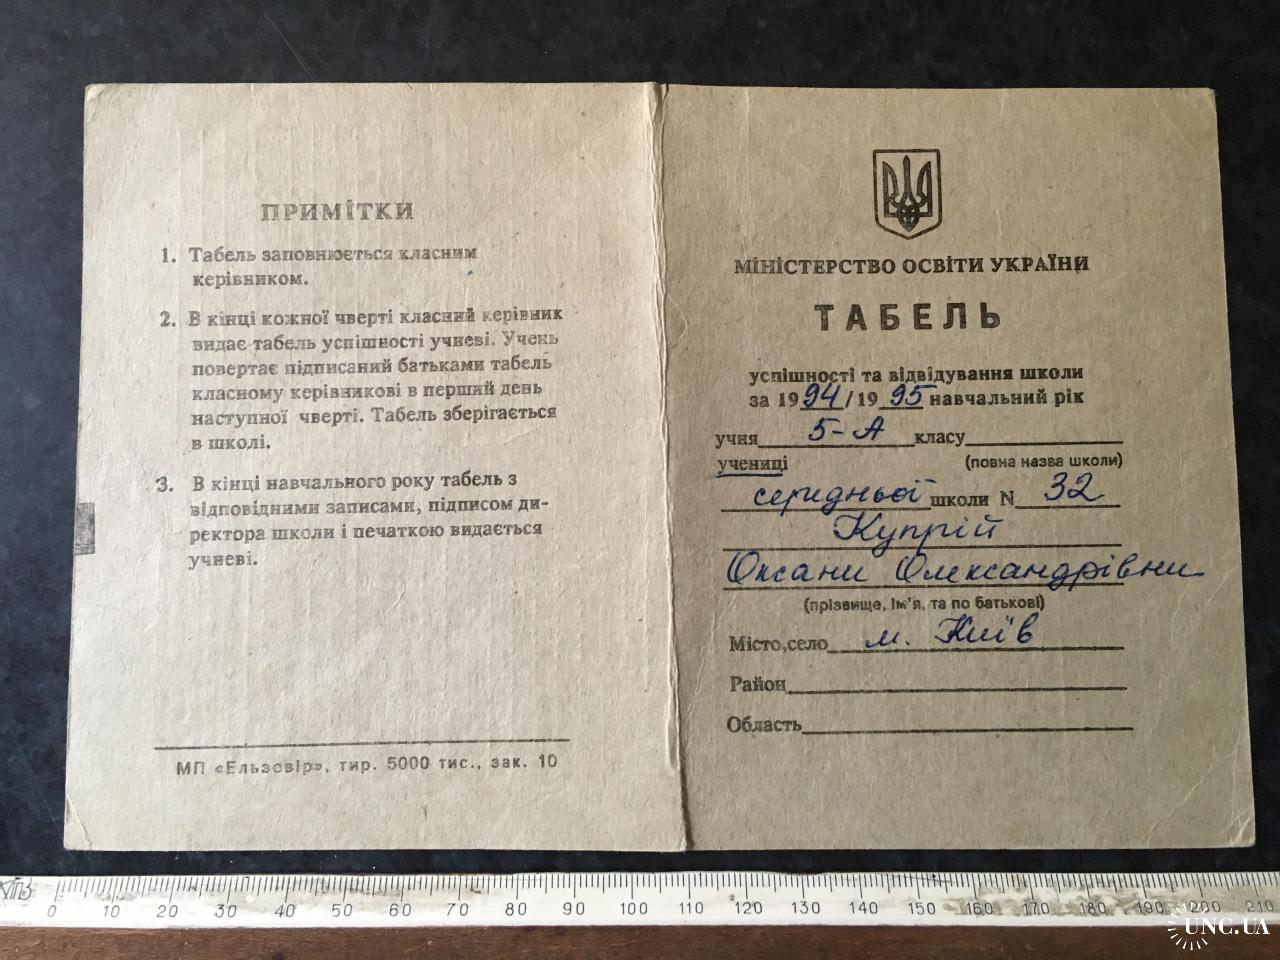 ПРИМІТКИ
1. Табель заповнюється класним
керівником.
2. В кінці кожної чверті класний керівник
видає табель успішності учневі. Учень
повертає підписаний батьками табель
класному керівникові в перший день
наступної чверті. Табель зберігається
в школі.
3. В кінці навчального року табель з
відповідними записами, підписом ди-
ректора школи і печаткою видається
учневі.
МП «Ельзевір», тир. 5000 тис., зак. 10
МІНІСТЕРСТВО ОСВІТИ УКРАЇНИ
ТАБЕЛЬ
успішності та відвідування школи
за 1994/1995 навчальний рік
учня 5-А класу
учениці (повна назва школи)
середньої школи N 32
Купрій
Оксани Олександрівни
(прізвище, ім'я, та по батькові)
Місто,село м. Київ
Район
Область
0 10 20 30 40 50 60 70 80 90 100 110 120 130 140 150 160 170 180 190 200 210
UNC.UA